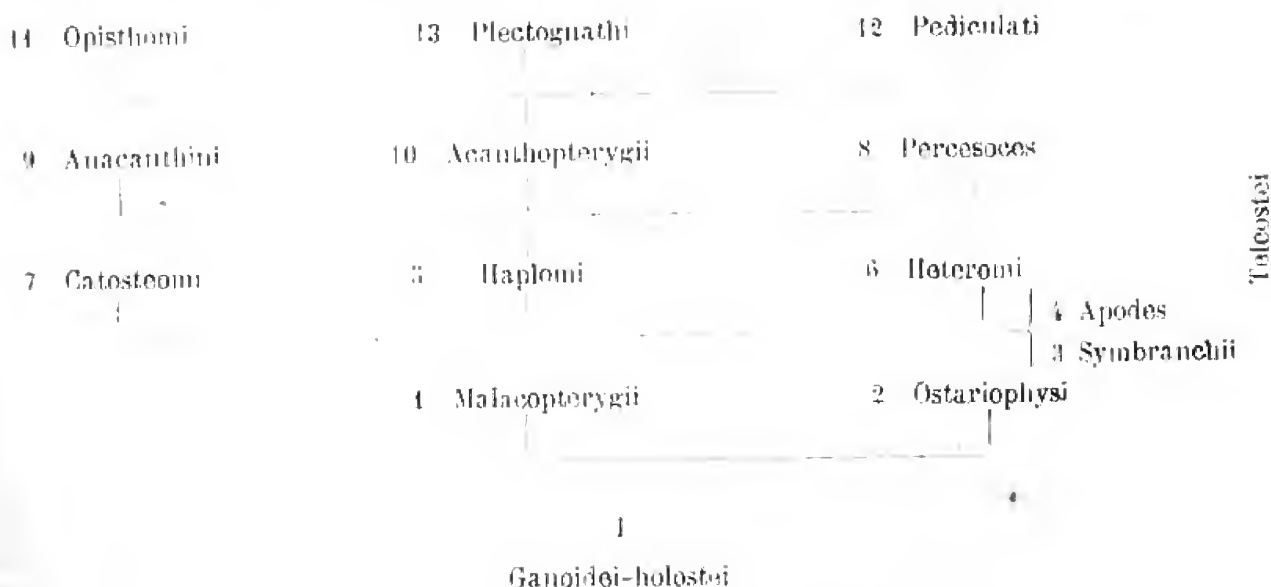 11 Opisthomi 13 Plectognathi 12 Pediculati
9 Anacanthini 10 Acanthopterygii 8 Percesoces
Teleostei
7 Catosteomi 5 Haplomi 6 Heteromi
4 Apodes
3 Symbranchii
1 Malacopterygii 2 Ostariophysi
Ganoidei-holostei